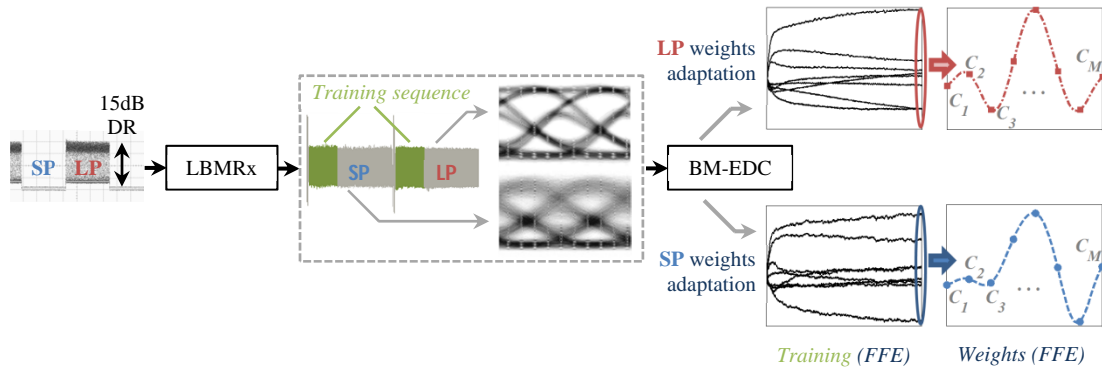 15dB
DR
SP
LP
LBMRx
Training sequence
SP
LP
BM-EDC
LP weights
adaptation
SP weights
adaptation
C1
C2
C3
...
CM
C1
C2
C3
...
CM
Training (FFE)
Weights (FFE)